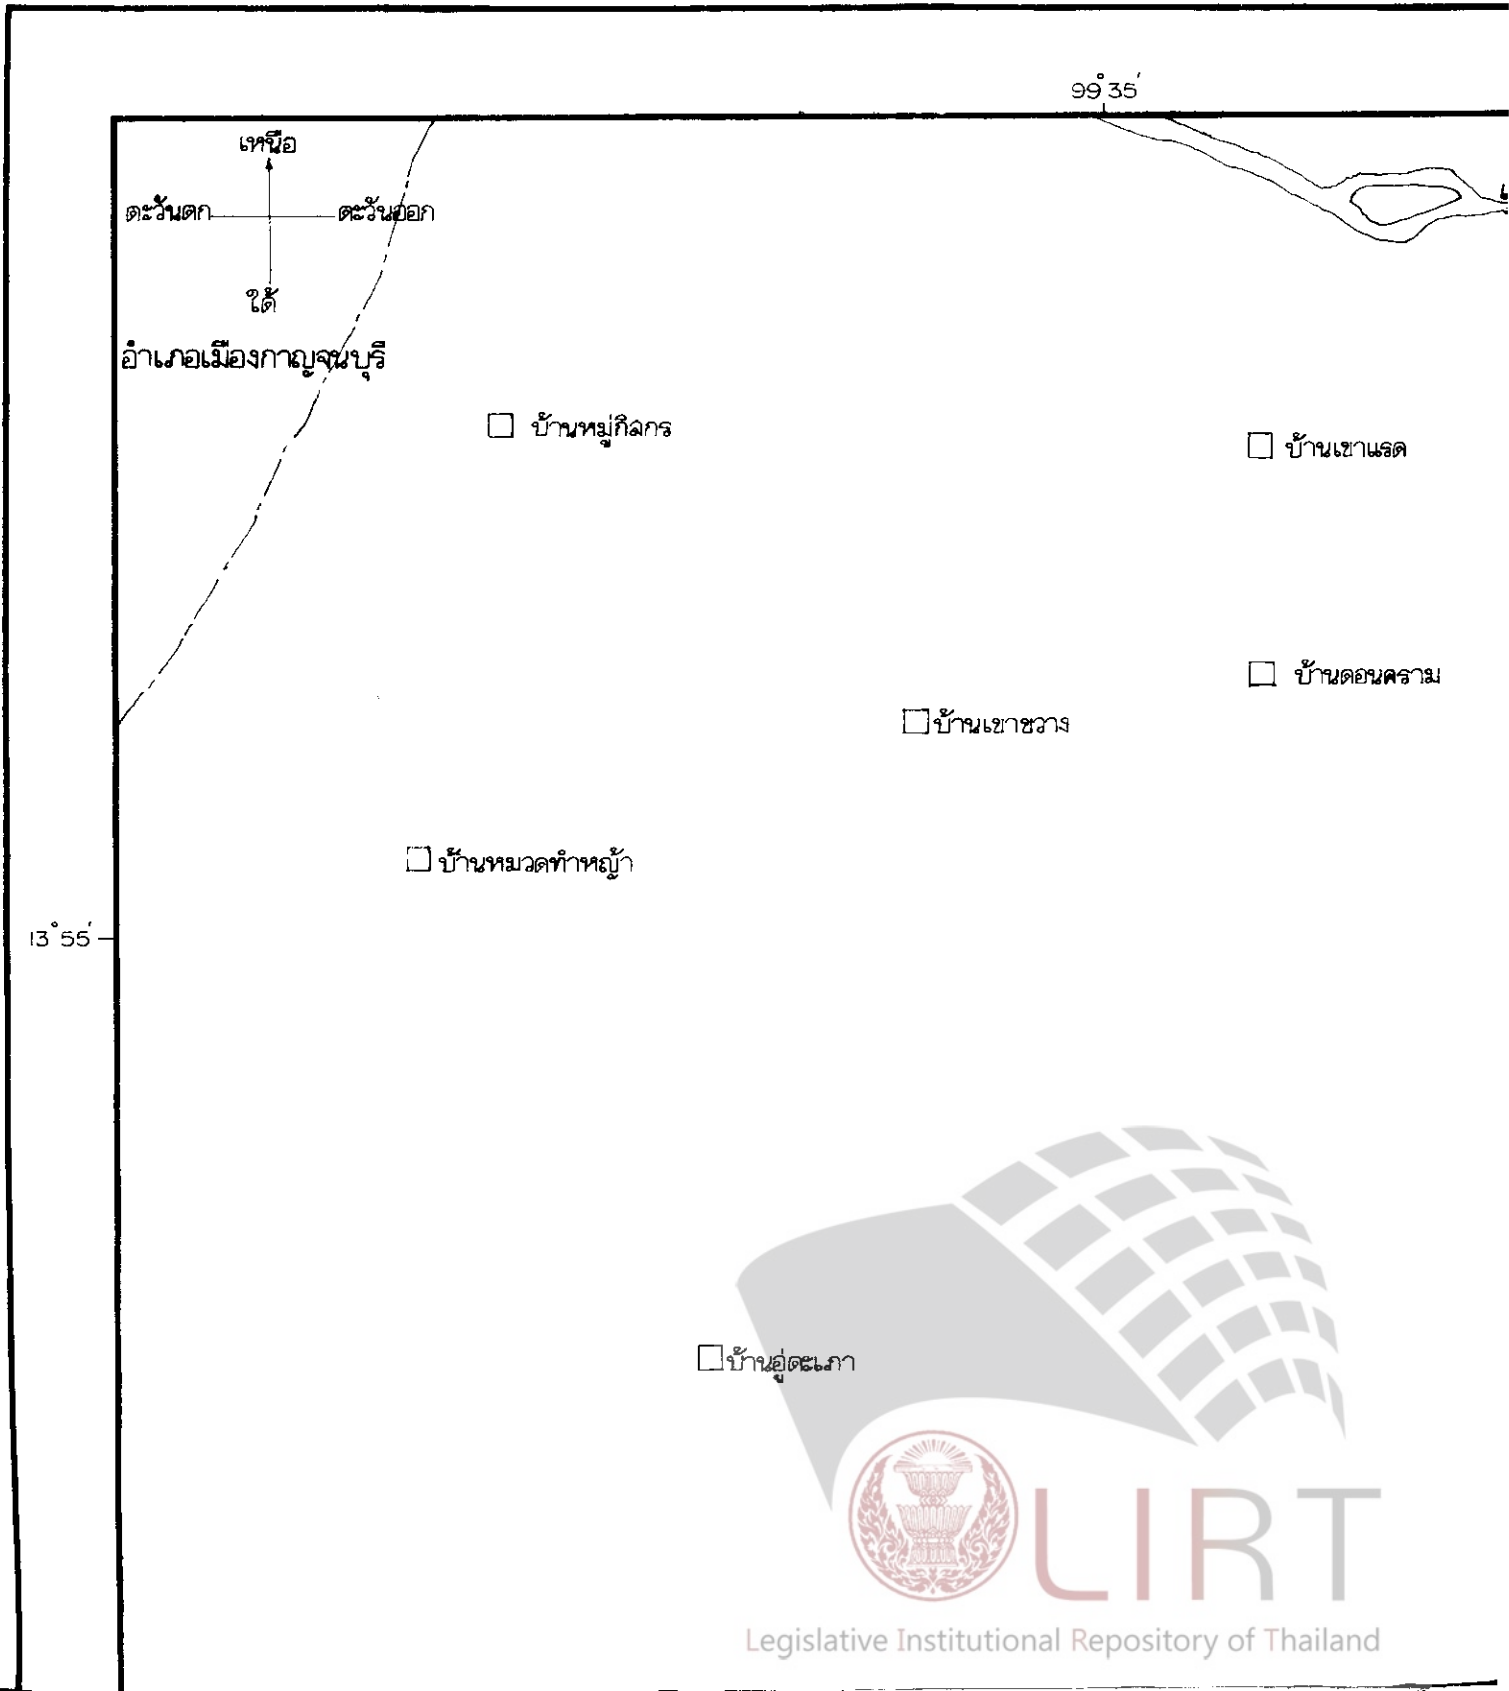 99°35'
เหนือ
ตะวันตก ตะวันออก
ใต้
อำเภอเมืองกาญจนบุรี
บ้านหมู่กิลกร
บ้านเขาแรด
บ้านดอนคราม
บ้านเขาขวาง
บ้านหมวดทำหญ้า
13°55'
บ้านอู่ตะเภา
LIRT
Legislative Institutional Repository of Thailand